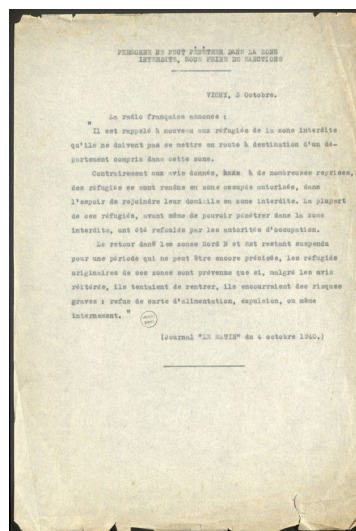 PERSONNE NE PEUT PÉNÉTRER DANS LA ZONE
INTERDITE, SOUS PEINE DE SANCTIONS
VICHY, 3 Octobre.
La radio française annonce :
" Il est rappelé à nouveau aux réfugiés de la zone interdite
qu'ils ne doivent pas se mettre en route à destination d'un dé-
partement compris dans cette zone.
Contrairement aux avis donnés, à de nombreuses reprises,
des réfugiés se sont rendus en zone occupée autorisée, dans
l'espoir de rejoindre leur domicile en zone interdite. La plupart
de ces réfugiés, avant même de pouvoir pénétrer dans la zone
interdite, ont été refoulés par les autorités d'occupation.
Le retour dans les zones Nord et Est restant suspendu
pour une période qui ne peut être encore précisée, les réfugiés
originaires de ces zones sont prévenus que si, malgré les avis
réitérés, ils tentaient de rentrer, ils encourraient des risques
graves : refus de carte d'alimentation, expulsion, ou même
internement. "
(Journal "LE MATIN" du 4 octobre 1940.)